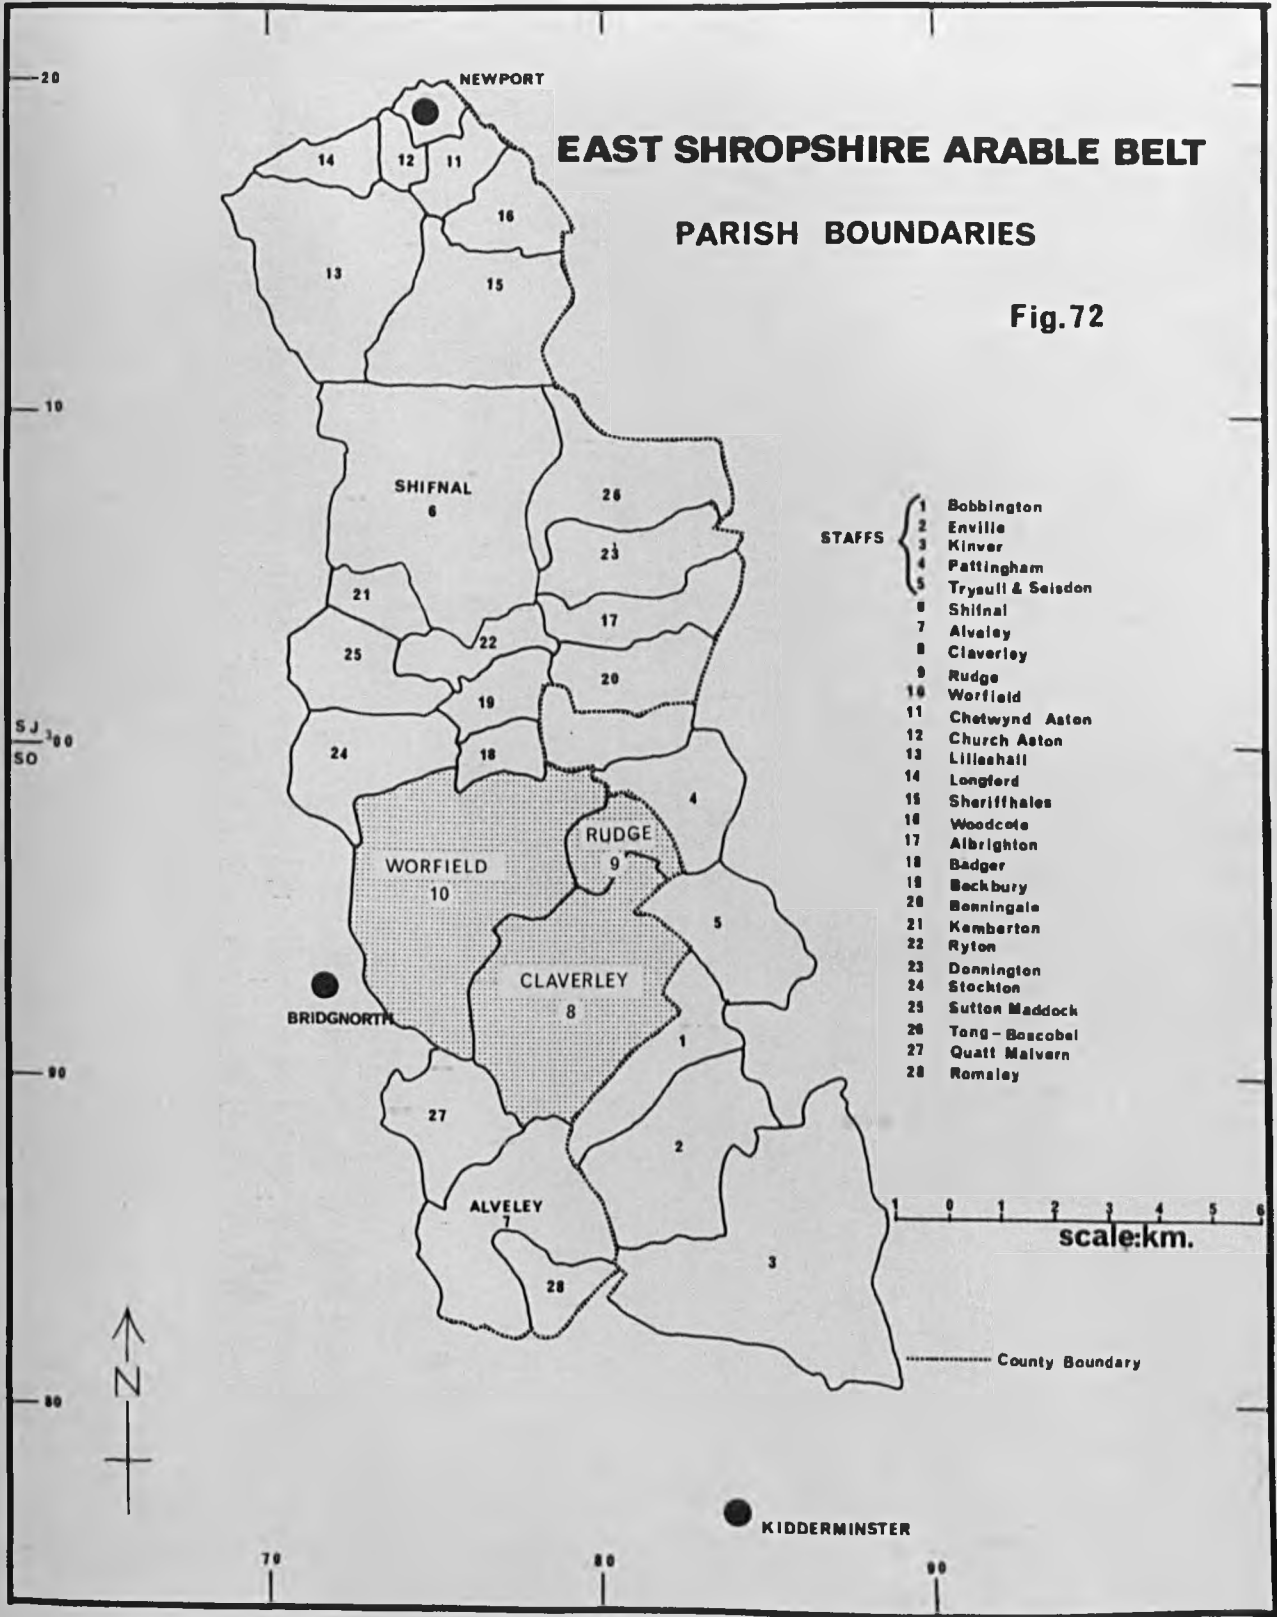 20
NEWPORT
EAST SHROPSHIRE ARABLE BELT
PARISH BOUNDARIES
Fig.72
14
12
11
16
13
15
10
SHIFNAL
6
26
23
21
17
22
25
20
19
SJ
³00
SO
24
18
4
RUDGE
9
WORFIELD
10
5
CLAVERLEY
8
BRIDGNORTH
1
90
27
2
ALVELEY
7
3
28
80
N
KIDDERMINSTER
70
80
90
STAFFS
1 Bobbington
2 Enville
3 Kinver
4 Pattingham
5 Trysull & Seisdon
6 Shifnal
7 Alveley
8 Claverley
9 Rudge
10 Worfield
11 Chetwynd Aston
12 Church Aston
13 Lilleshall
14 Longford
15 Sheriffhales
16 Woodcote
17 Albrighton
18 Badger
19 Beckbury
20 Bonningale
21 Kemberton
22 Ryton
23 Donnington
24 Stockton
25 Sutton Maddock
26 Tong-Boscobel
27 Quatt Malvern
28 Romsley
1 0 1 2 3 4 5 6
scale:km.
County Boundary